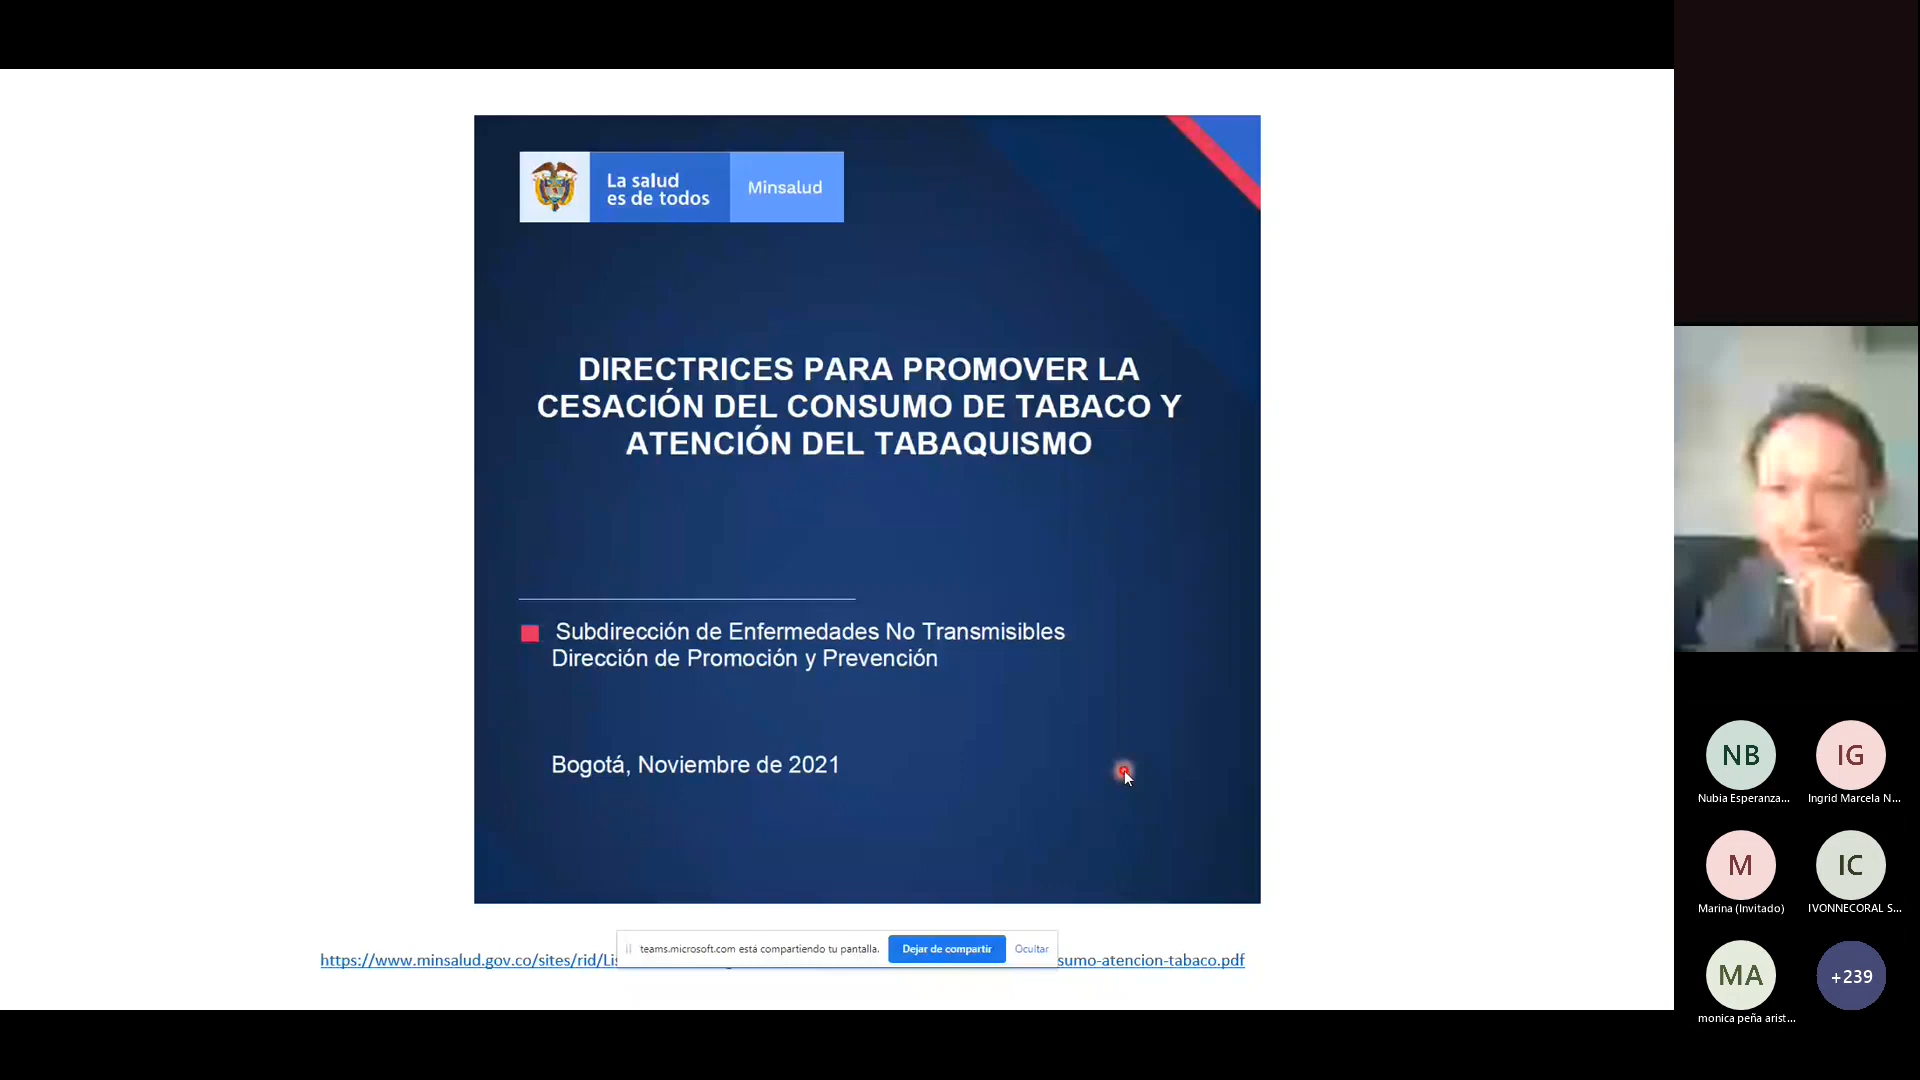 La salud
es de todos
Minsalud
DIRECTRICES PARA PROMOVER LA
CESACIÓN DEL CONSUMO DE TABACO Y
ATENCIÓN DEL TABAQUISMO
Subdirección de Enfermedades No Transmisibles
Dirección de Promoción y Prevención
Bogotá, Noviembre de 2021
teams.microsoft.com está compartiendo tu pantalla. Dejar de compartir Ocultar
https://www.minsalud.gov.co/sites/rid/Lis sumo-atencion-tabaco.pdf
NB IG
Nubia Esperanza... Ingrid Marcela N...
M IC
Marina (Invitado) IVONNECORAL S...
MA +239
monica peña arist...